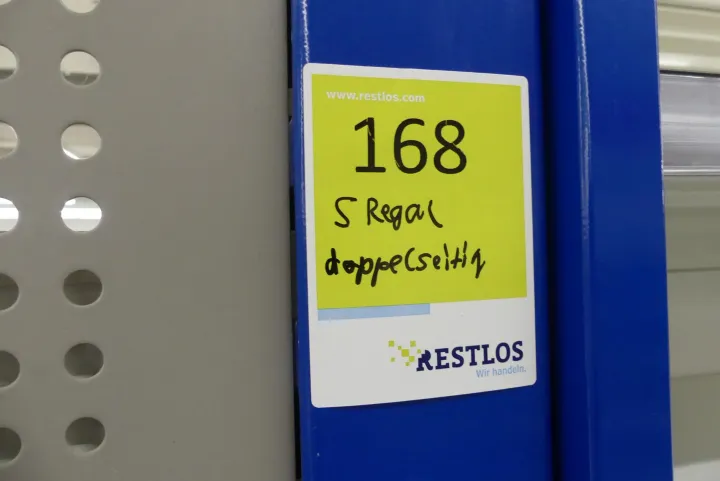 www.restlos.com
168
5 Regal
doppelseitig
RESTLOS
Wir handeln.